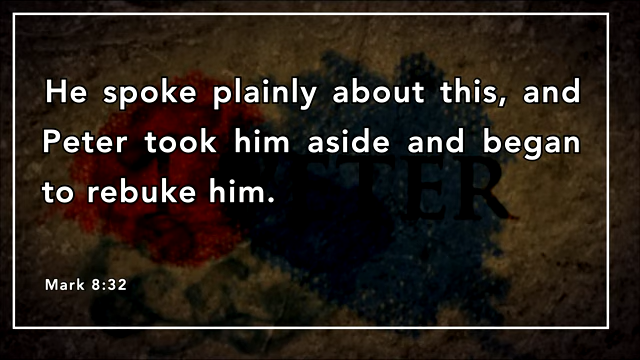 He spoke plainly about this, and
Peter took him aside and began
to rebuke him.
Mark 8:32